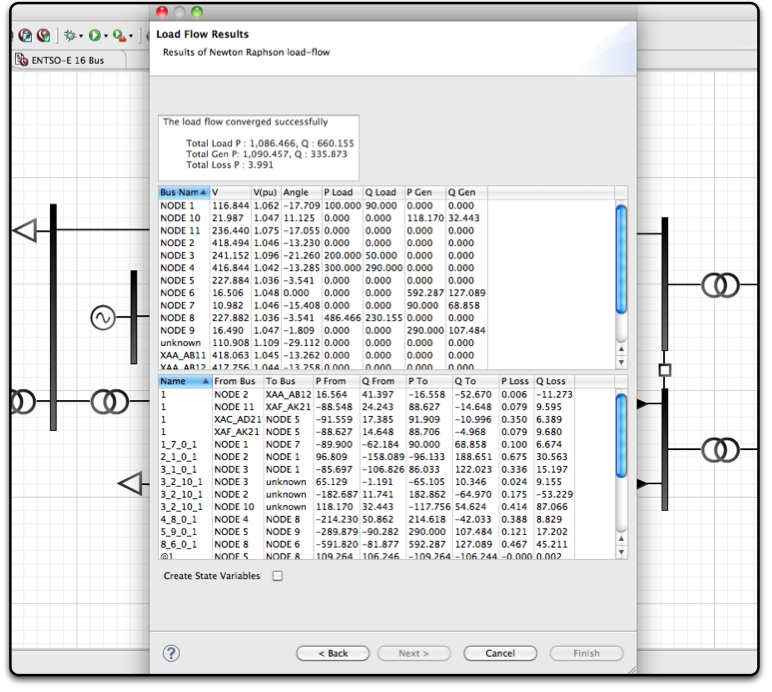 Load Flow Results
Results of Newton Raphson load-flow
ENTSO-E 16 Bus
The load flow converged successfully
Total Load P : 1,086.466, Q : 660.155
Total Gen P: 1,090.457, Q : 335.873
Total Loss P : 3.991
Bus Nam V V(pu) Angle P Load Q Load P Gen Q Gen
NODE 1 116.844 1.062 -17.709 100.000 90.000 0.000 0.000
NODE 10 21.987 1.047 11.125 0.000 0.000 118.170 32.443
NODE 11 236.440 1.075 -17.055 0.000 0.000 0.000 0.000
NODE 2 418.494 1.046 -13.230 0.000 0.000 0.000 0.000
NODE 3 241.152 1.096 -21.260 200.000 50.000 0.000 0.000
NODE 4 416.844 1.042 -13.285 300.000 290.000 0.000 0.000
NODE 5 227.884 1.036 -3.541 0.000 0.000 0.000 0.000
NODE 6 16.506 1.048 0.000 0.000 0.000 592.287 127.089
NODE 7 10.982 1.046 -15.408 0.000 0.000 90.000 68.858
NODE 8 227.882 1.036 -3.541 486.466 230.155 0.000 0.000
NODE 9 16.490 1.047 -1.809 0.000 0.000 290.000 107.484
unknown 110.908 1.109 -29.112 0.000 0.000 0.000 0.000
XAA_AB11 418.063 1.045 -13.262 0.000 0.000 0.000 0.000
XAA_AB12 417.756 1.044 -13.258 0.000 0.000 0.000 0.000
Name From Bus To Bus P From Q From P To Q To P Loss Q Loss
1 NODE 2 XAA_AB12 16.564 41.397 -16.558 -52.670 0.006 -11.273
1 NODE 11 XAF_AK21 -88.548 24.243 88.627 -14.648 0.079 9.595
1 XAC_AD21 NODE 5 -91.559 17.385 91.909 -10.996 0.350 6.389
1 XAF_AK21 NODE 5 -88.627 14.648 88.706 -4.968 0.079 9.680
1_7_0_1 NODE 1 NODE 7 -89.900 -62.184 90.000 68.858 0.100 6.674
2_1_0_1 NODE 2 NODE 1 96.809 -158.089 -96.133 188.651 0.675 30.563
3_1_0_1 NODE 3 NODE 1 -85.697 -106.826 86.033 122.023 0.336 15.197
3_2_10_1 NODE 3 unknown 65.129 -1.191 -65.105 10.346 0.024 9.155
3_2_10_1 NODE 2 unknown -182.687 11.741 182.862 -64.970 0.175 -53.229
3_2_10_1 NODE 10 unknown 118.170 32.443 -117.756 54.624 0.414 87.066
4_8_0_1 NODE 4 NODE 8 -214.230 50.862 214.618 -42.033 0.388 8.829
5_9_0_1 NODE 5 NODE 9 -289.879 -90.282 290.000 107.484 0.121 17.202
8_6_0_1 NODE 8 NODE 6 -591.820 -81.877 592.287 127.089 0.467 45.211
@1 NODE 5 NODE 8 109.264 106.246 -109.264 -106.244 -0.000 0.002
Create State Variables
?
< Back Next > Cancel Finish